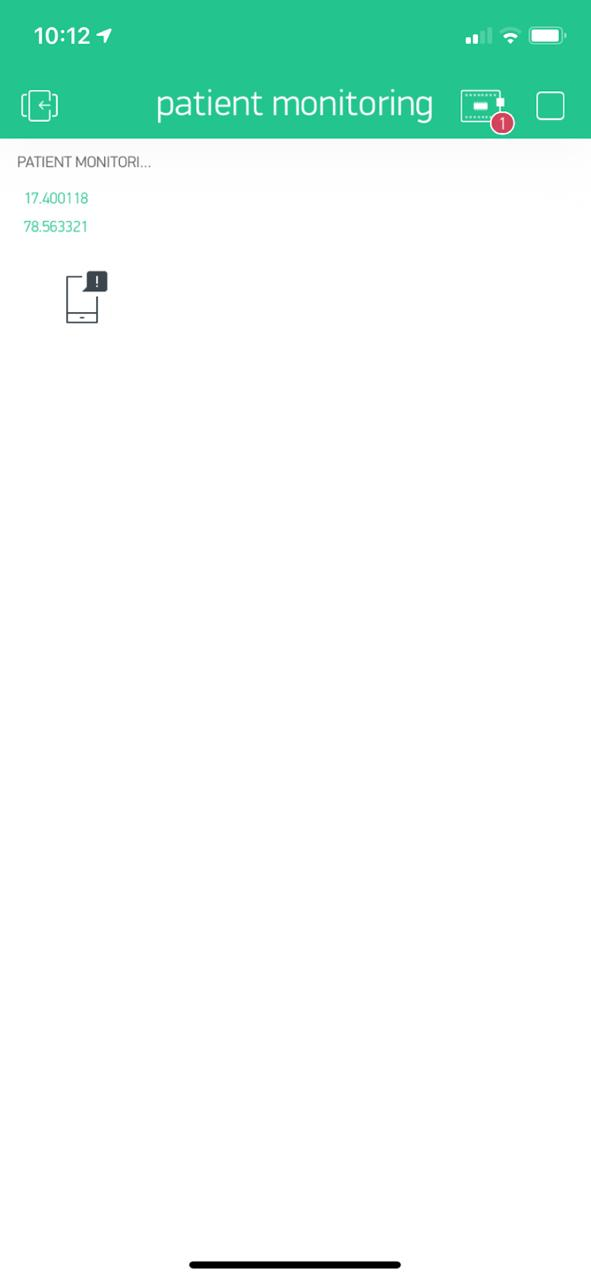 10:12
patient monitoring
1
PATIENT MONITORI...
17.400118
78.563321
!